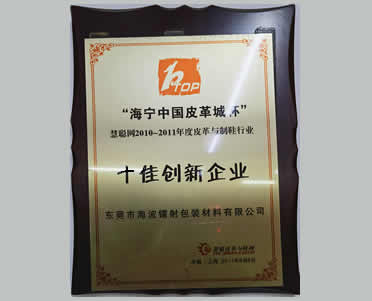 TOP
“海宁中国皮革城杯”
慧聪网2010~2011年度皮革与制鞋行业
十佳创新企业
东莞市海波镭射包装材料有限公司